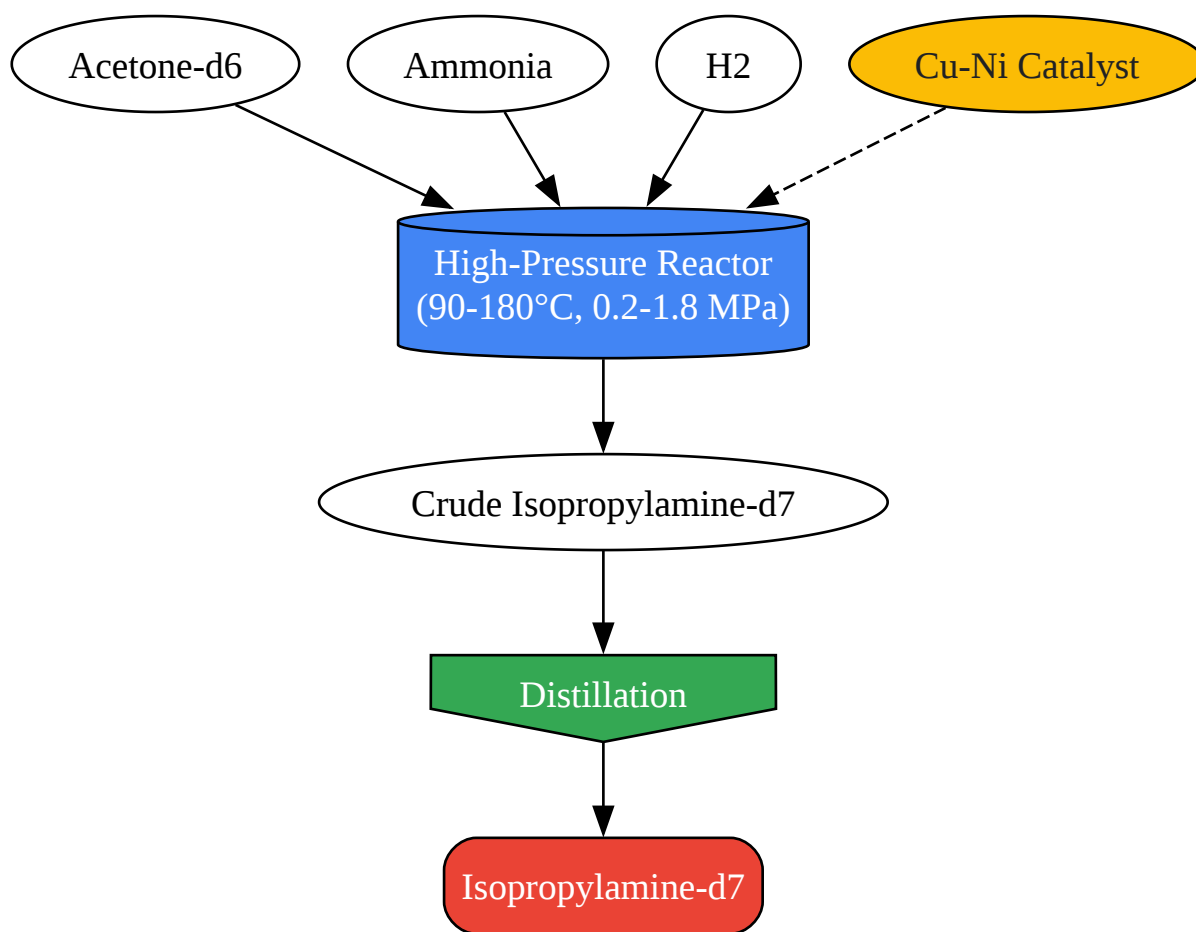 Acetone-d6
Ammonia
H2
Cu-Ni Catalyst
High-Pressure Reactor
(90-180°C, 0.2-1.8 MPa)
Crude Isopropylamine-d7
Distillation
Isopropylamine-d7